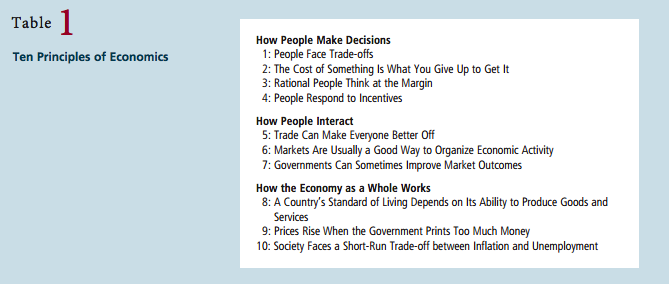 Table 1
Ten Principles of Economics
How People Make Decisions
1: People Face Trade-offs
2: The Cost of Something Is What You Give Up to Get It
3: Rational People Think at the Margin
4: People Respond to Incentives
How People Interact
5: Trade Can Make Everyone Better Off
6: Markets Are Usually a Good Way to Organize Economic Activity
7: Governments Can Sometimes Improve Market Outcomes
How the Economy as a Whole Works
8: A Country's Standard of Living Depends on Its Ability to Produce Goods and
Services
9: Prices Rise When the Government Prints Too Much Money
10: Society Faces a Short-Run Trade-off between Inflation and Unemployment